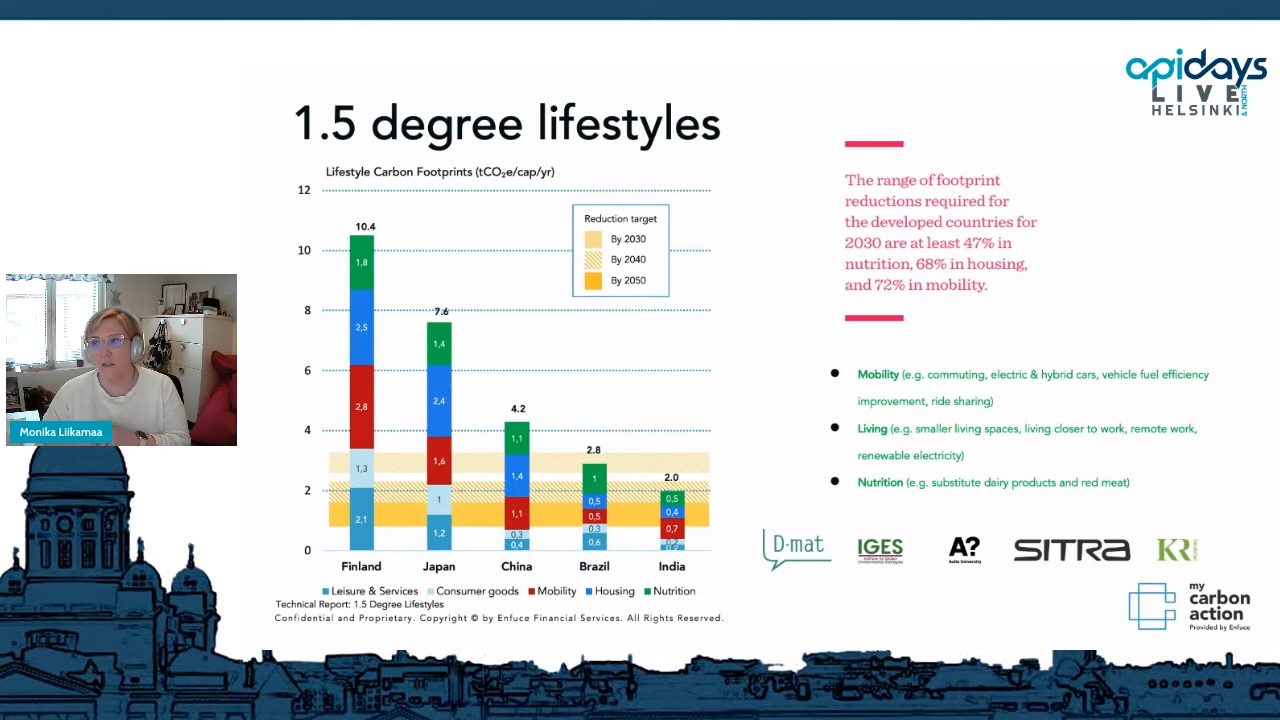 apidays
LIVE
HELSINKI
& NORTH
1.5 degree lifestyles
Lifestyle Carbon Footprints (tCO₂e/cap/yr)
12
10
8
6
4
2
0
Reduction target
By 2030
By 2040
By 2050
10.4
1,8
2,5
2,8
1,3
2,1
7.6
1,4
2,4
1,6
1
1,2
4.2
1,1
1,4
1,1
0,3
0,4
2.8
1
0,5
0,5
0,3
0,6
2.0
0,5
0,4
0,7
0,2
Finland Japan China Brazil India
Leisure & Services Consumer goods Mobility Housing Nutrition
Technical Report: 1.5 Degree Lifestyles
Confidential and Proprietary. Copyright © by Enfuce Financial Services. All Rights Reserved.
The range of footprint
reductions required for
the developed countries for
2030 are at least 47% in
nutrition, 68% in housing,
and 72% in mobility.
● Mobility (e.g. commuting, electric & hybrid cars, vehicle fuel efficiency
improvement, ride sharing)
● Living (e.g. smaller living spaces, living closer to work, remote work,
renewable electricity)
● Nutrition (e.g. substitute dairy products and red meat)
D-mat
IGES
A?
Aalto University
SITRA
KR
my
carbon
action
Provided by Enfuce
Monika Liikamaa